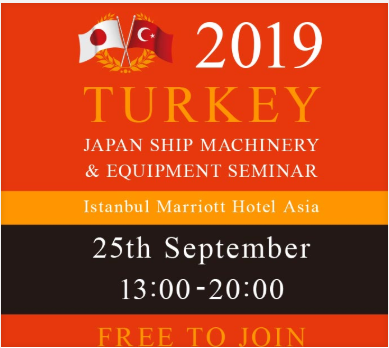 2019
TURKEY
JAPAN SHIP MACHINERY
& EQUIPMENT SEMINAR
Istanbul Marriott Hotel Asia
25th September
13:00-20:00
FREE TO JOIN